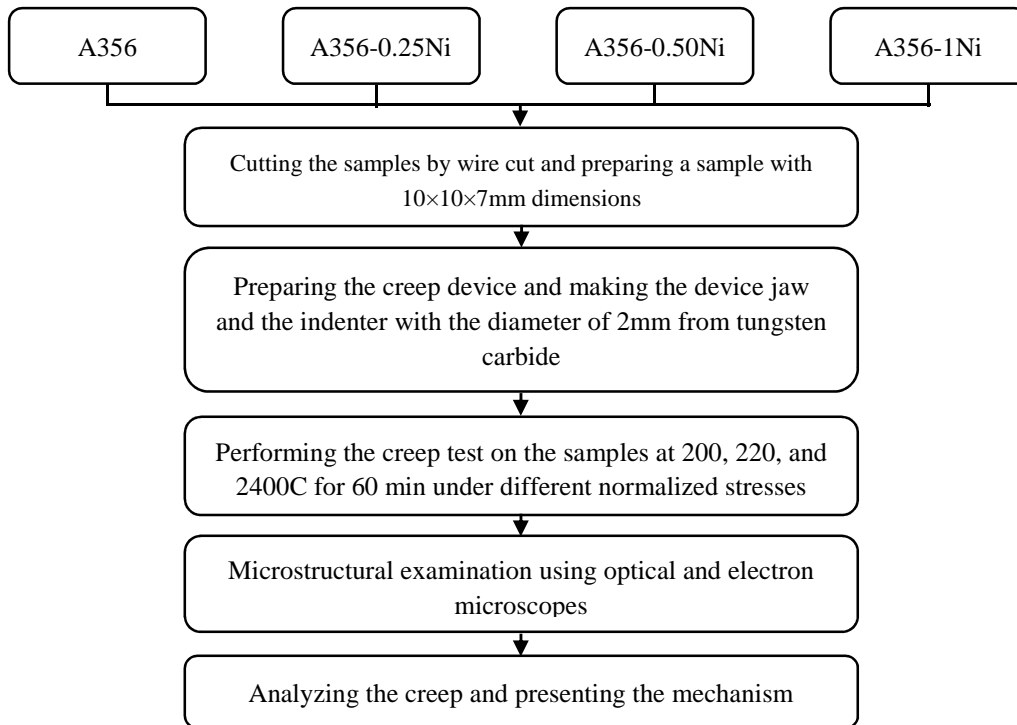 A356
A356-0.25Ni
A356-0.50Ni
A356-1Ni
Cutting the samples by wire cut and preparing a sample with
10×10×7mm dimensions
Preparing the creep device and making the device jaw
and the indenter with the diameter of 2mm from tungsten
carbide
Performing the creep test on the samples at 200, 220, and
2400C for 60 min under different normalized stresses
Microstructural examination using optical and electron
microscopes
Analyzing the creep and presenting the mechanism